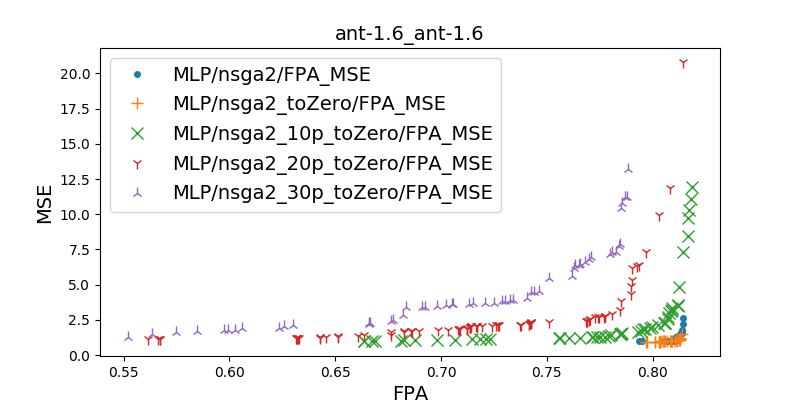 ant-1.6_ant-1.6
MLP/nsga2/FPA_MSE
MLP/nsga2_toZero/FPA_MSE
MLP/nsga2_10p_toZero/FPA_MSE
MLP/nsga2_20p_toZero/FPA_MSE
MLP/nsga2_30p_toZero/FPA_MSE
MSE
20.0
17.5
15.0
12.5
10.0
7.5
5.0
2.5
0.0
0.55 0.60 0.65 0.70 0.75 0.80
FPA